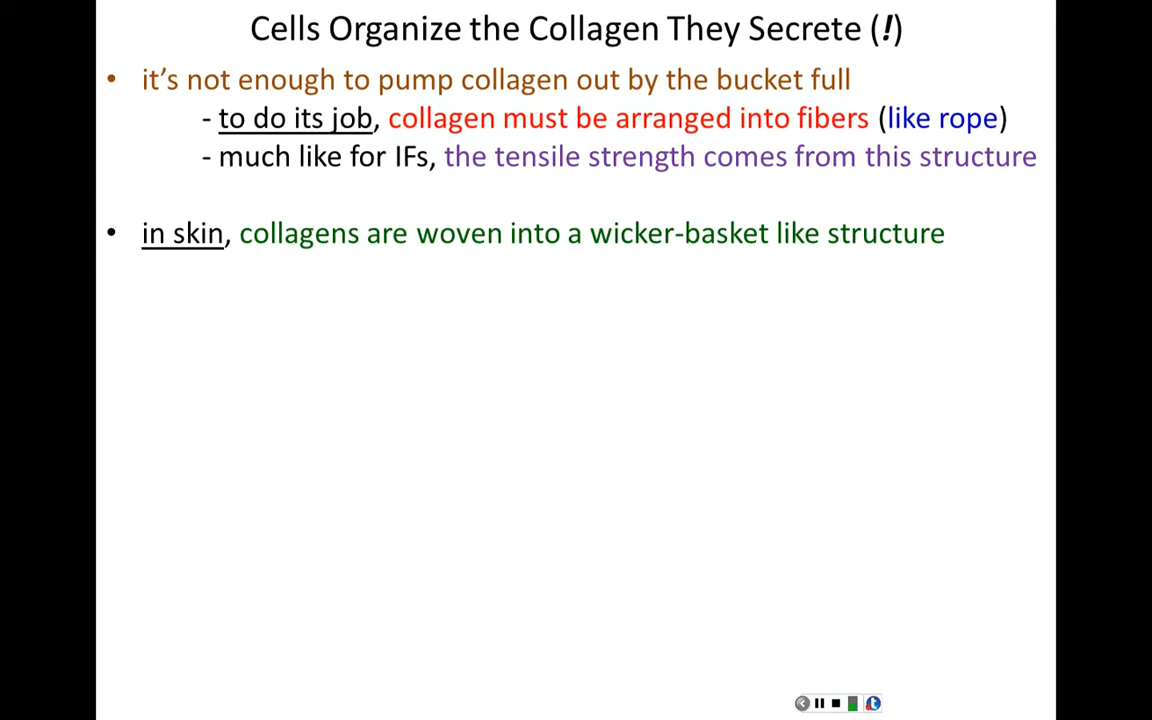 Cells Organize the Collagen They Secrete (!)
• it’s not enough to pump collagen out by the bucket full
- to do its job, collagen must be arranged into fibers (like rope)
- much like for IFs, the tensile strength comes from this structure
• in skin, collagens are woven into a wicker-basket like structure